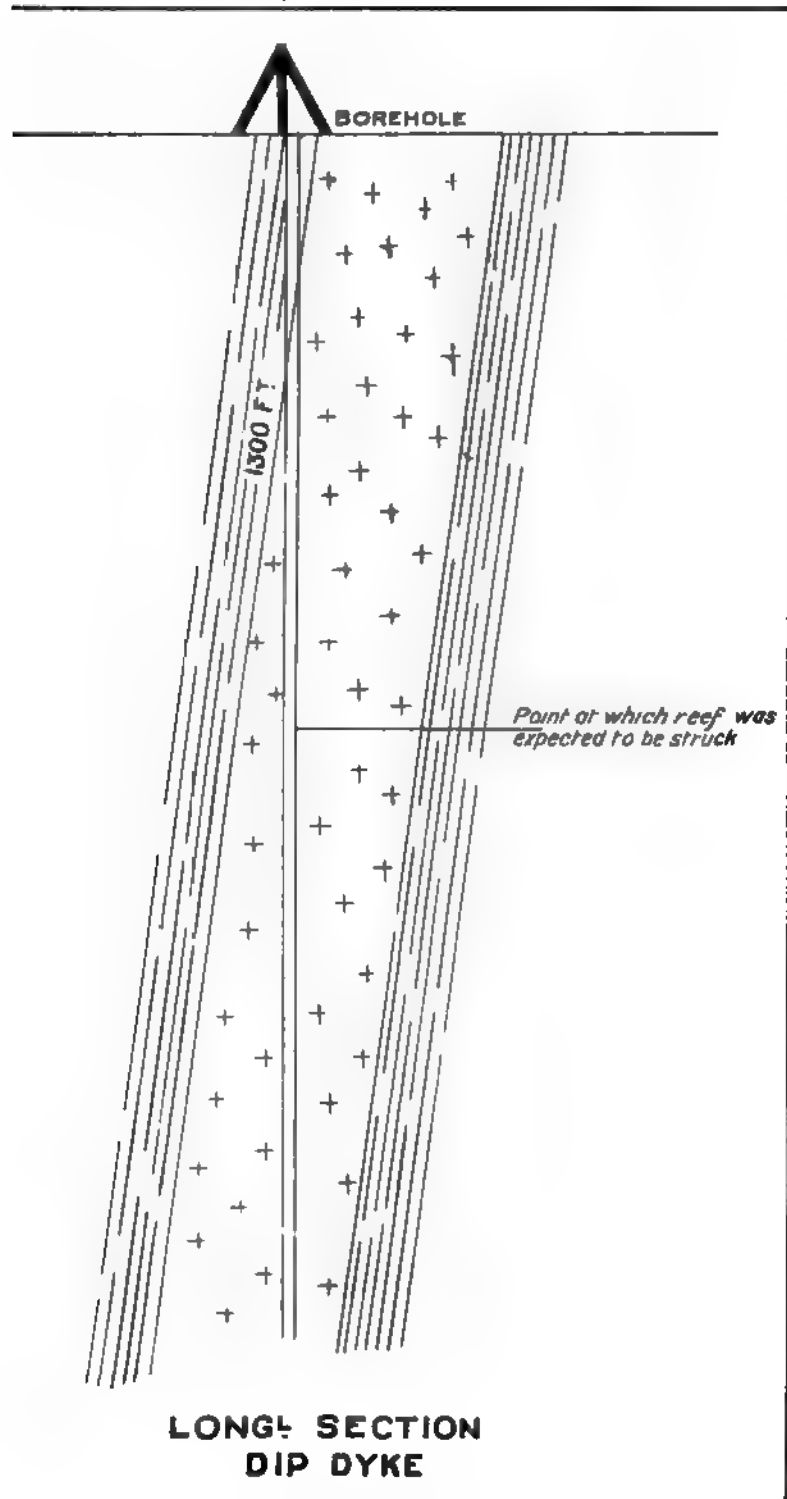 BOREHOLE
1300 FT.
Point at which reef was
expected to be struck
LONGL SECTION
DIP DYKE